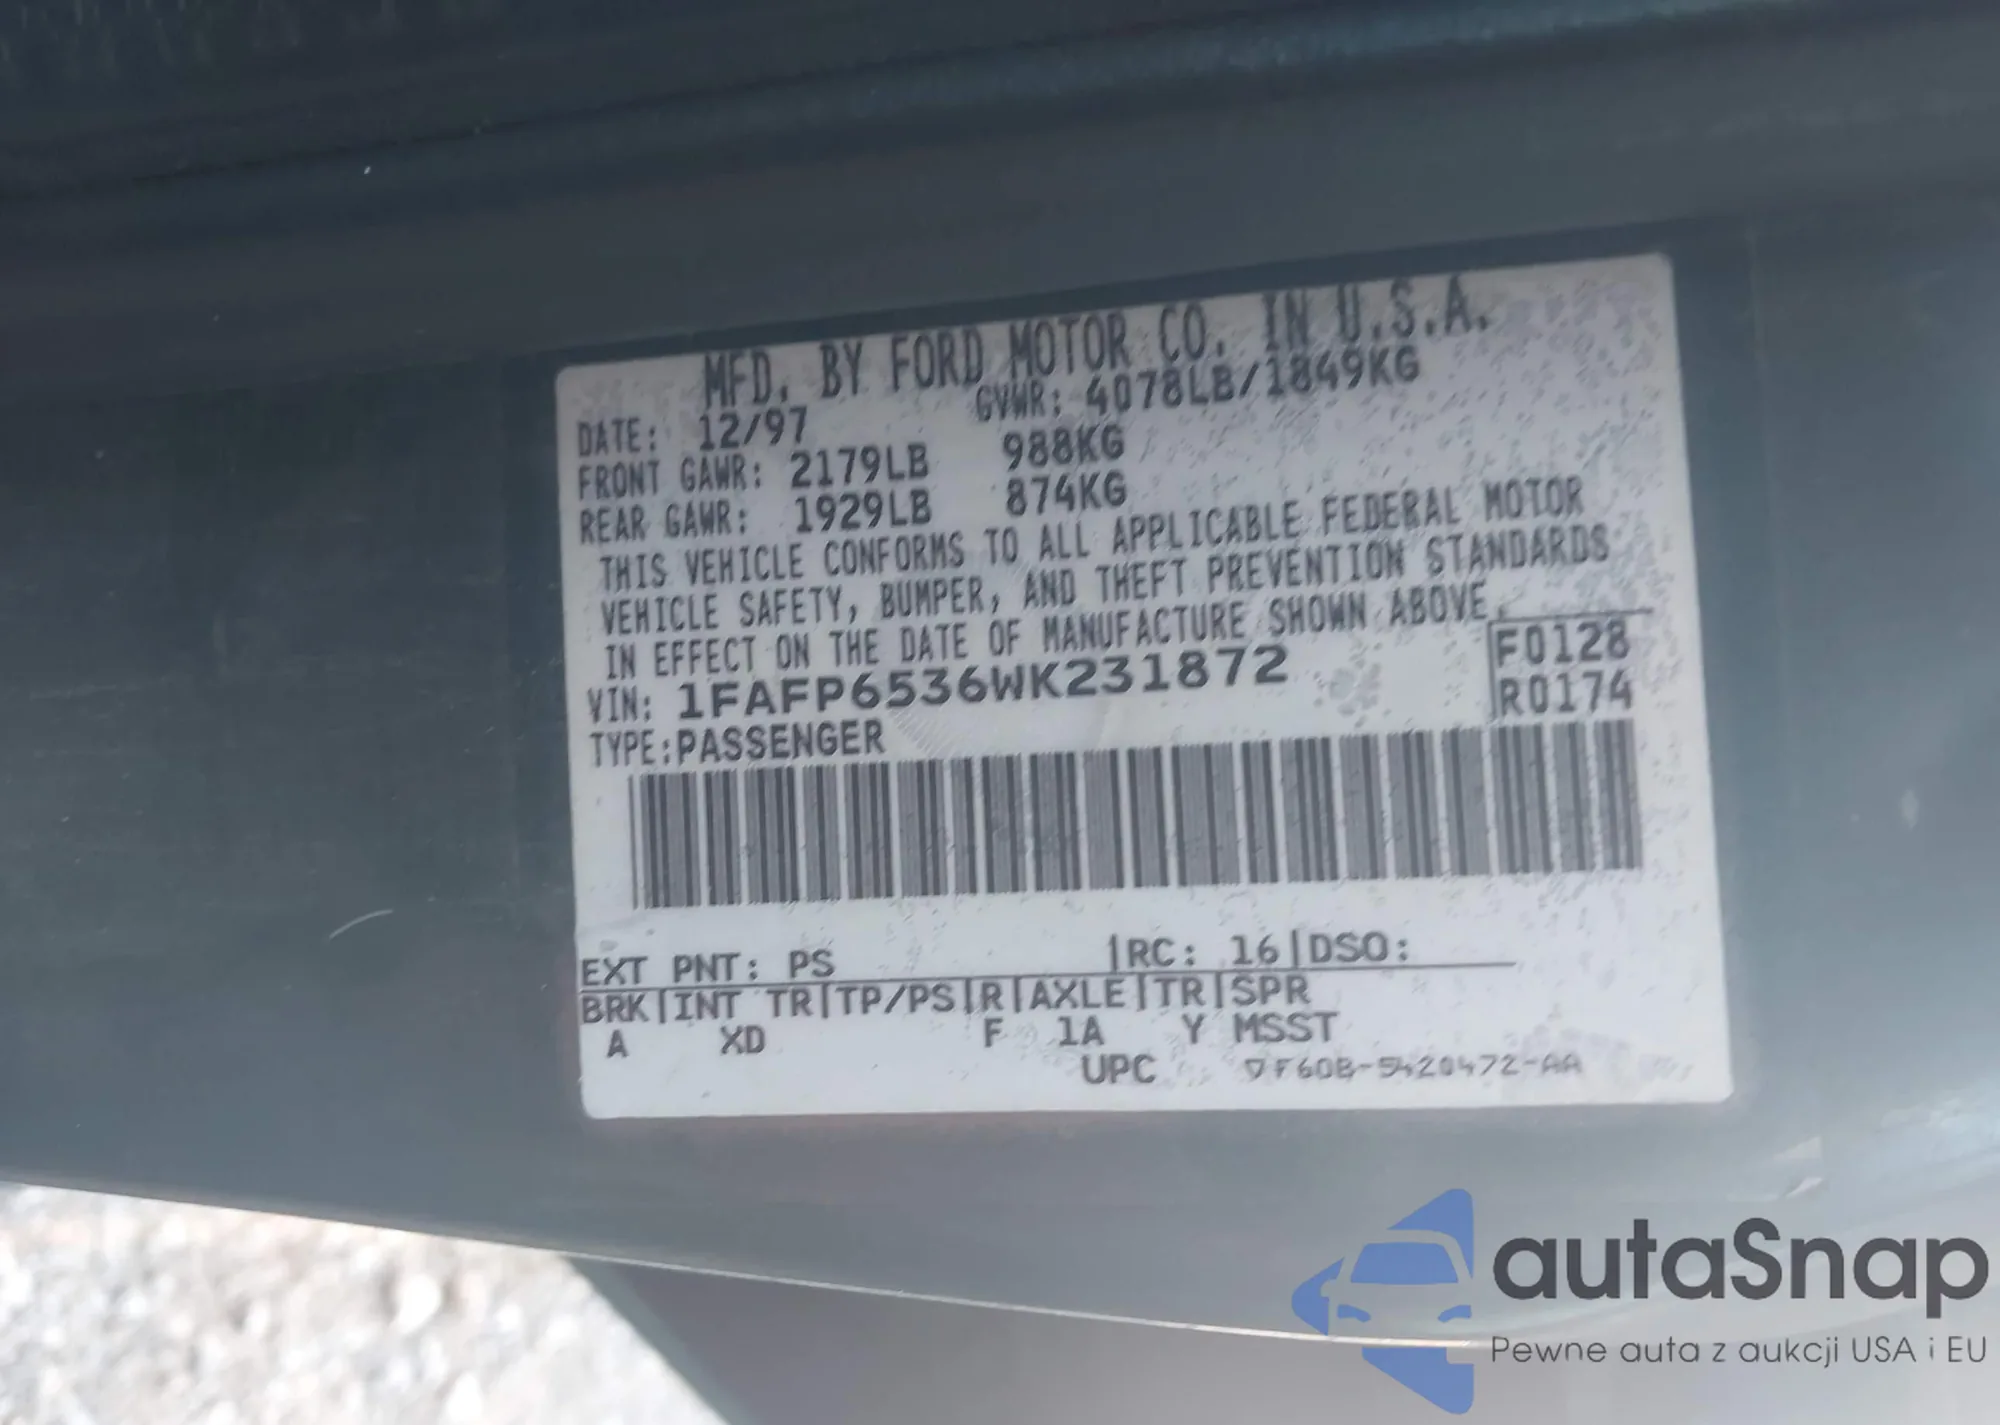 MFD. BY FORD MOTOR CO. IN U.S.A.
DATE: 12/97 GVWR: 4078LB/1849KG
FRONT GAWR: 2179LB 988KG
REAR GAWR: 1929LB 874KG
THIS VEHICLE CONFORMS TO ALL APPLICABLE FEDERAL MOTOR
VEHICLE SAFETY, BUMPER, AND THEFT PREVENTION STANDARDS
IN EFFECT ON THE DATE OF MANUFACTURE SHOWN ABOVE.
VIN: 1FAFP6536WK231872
F0128
R0174
TYPE:PASSENGER
EXT PNT: PS |RC: 16|DSO:
BRK|INT TR|TP/PS|R|AXLE|TR|SPR
A XD F 1A Y MSST
UPC ▽F60B-5420472-AA
autaSnap
Pewne auta z aukcji USA i EU